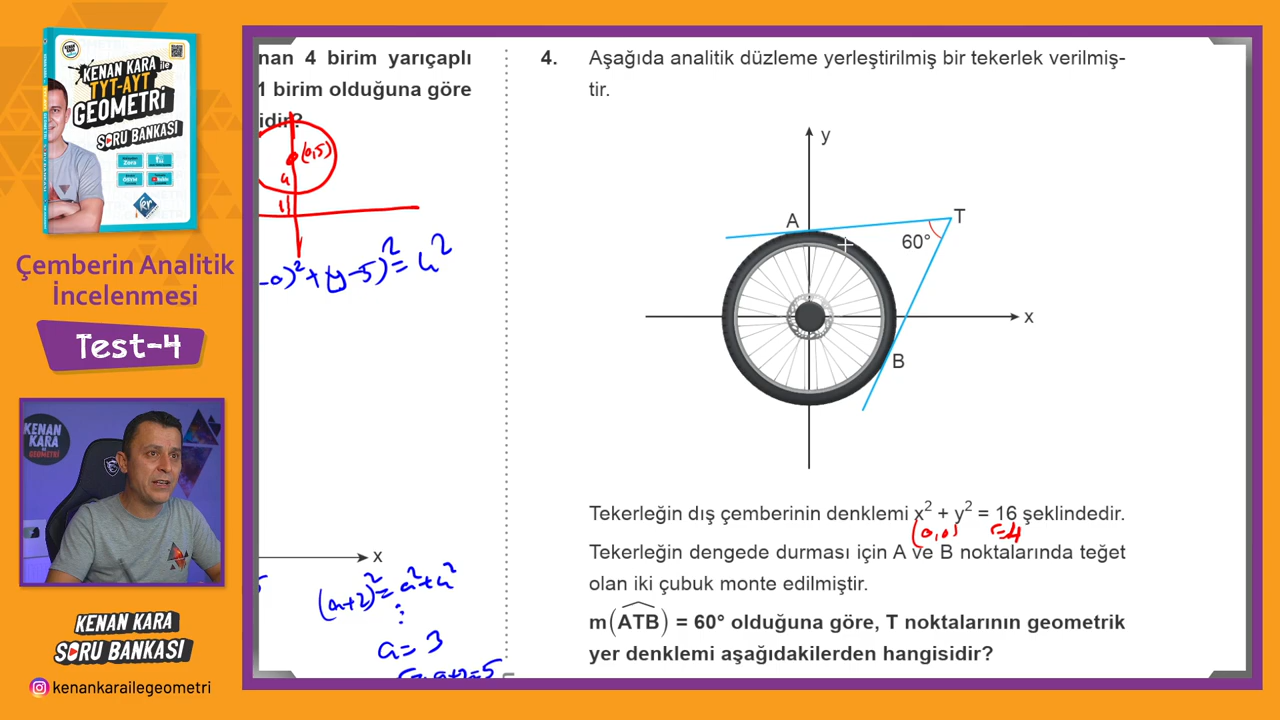 KENAN KARA ile
TYT-AYT
GEOMETRİ
SORU BANKASI
Çemberin Analitik
İncelenmesi
Test-4
KENAN
KARA
GEOMETRİ
KENAN KARA
SORU BANKASI
kenankarailegeometri
nan 4 birim yarıçaplı
1 birim olduğuna göre
idir?
(0,5)
4
1
-0)² + (y-5)² = 4²
x
(a+2)² = a²+4²
⋮
a = 3
4. Aşağıda analitik düzleme yerleştirilmiş bir tekerlek verilmiş-
tir.
y
A
T
60°
x
B
Tekerleğin dış çemberinin denklemi x² + y² = 16 şeklindedir.
(0,0) r=4
Tekerleğin dengede durması için A ve B noktalarında teğet
olan iki çubuk monte edilmiştir.
m(ATB) = 60° olduğuna göre, T noktalarının geometrik
yer denklemi aşağıdakilerden hangisidir?